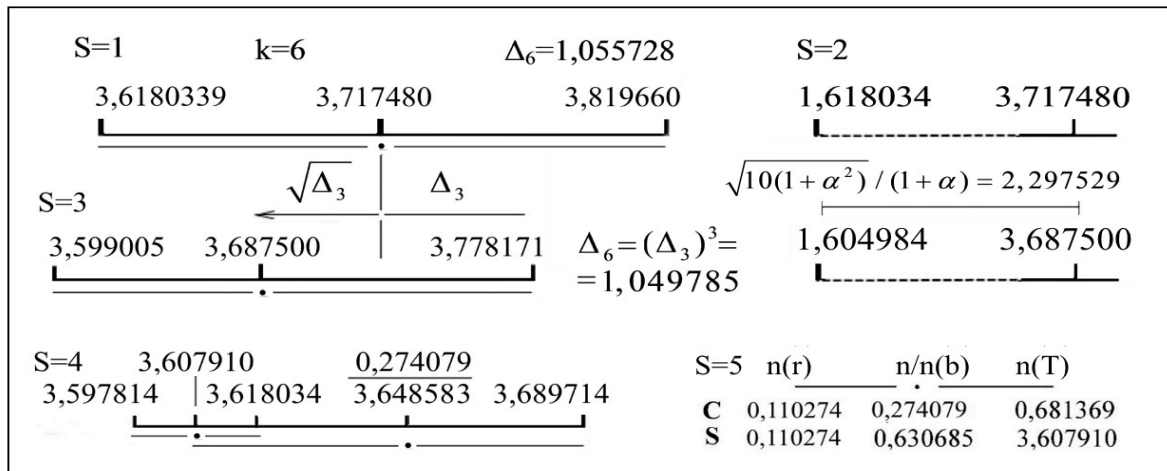 S=1 k=6 Δ₆=1,055728 S=2
3,6180339 3,717480 3,819660 1,618034 3,717480
√Δ₃ Δ₃ √10(1+α²) / (1+α) = 2,297529
S=3
3,599005 3,687500 3,778171 Δ₆=(Δ₃)³= 1,604984 3,687500
=1,049785
S=4 3,607910 0,274079 S=5 n(r) n/n(b) n(T)
3,597814 3,618034 3,648583 3,689714
C 0,110274 0,274079 0,681369
S 0,110274 0,630685 3,607910